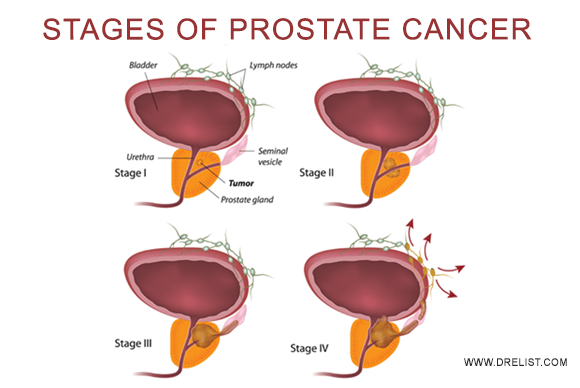 STAGES OF PROSTATE CANCER
Bladder
Lymph nodes
Urethra
Seminal
vesicle
Stage I
Tumor
Prostate gland
Stage II
Stage III
Stage IV
WWW.DRELIST.COM